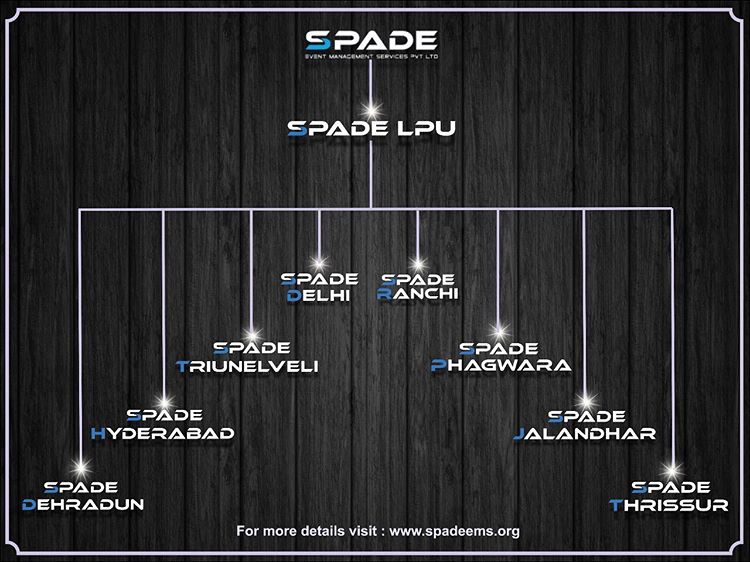 SPADE
EVENT MANAGEMENT SERVICES PVT LTD
SPADE LPU
SPADE
DELHI
SPADE
RANCHI
SPADE
TRIUNELVELI
SPADE
PHAGWARA
SPADE
HYDERABAD
SPADE
JALANDHAR
SPADE
DEHRADUN
SPADE
THRISSUR
For more details visit : www.spadeems.org